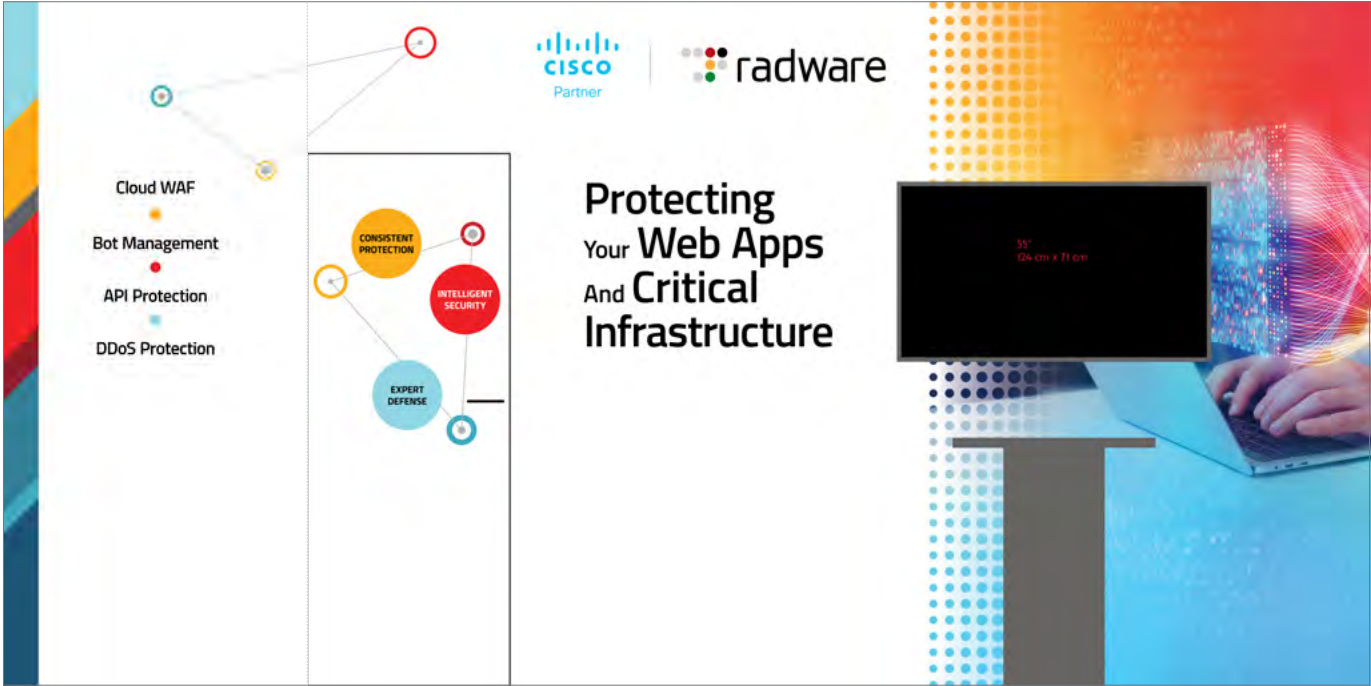 CISCO
Partner
radware
Cloud WAF
Bot Management
API Protection
DDoS Protection
CONSISTENT
PROTECTION
INTELLIGENT
SECURITY
EXPERT
DEFENSE
Protecting
Your Web Apps
And Critical
Infrastructure
55"
124 cm x 71 cm